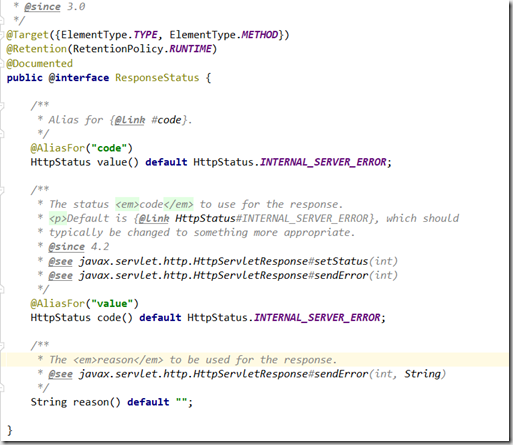 * @since 3.0
 */
@Target({ElementType.TYPE, ElementType.METHOD})
@Retention(RetentionPolicy.RUNTIME)
@Documented
public @interface ResponseStatus {
    /**
     * Alias for {@link #code}.
     */
    @AliasFor("code")
    HttpStatus value() default HttpStatus.INTERNAL_SERVER_ERROR;
    /**
     * The status <em>code</em> to use for the response.
     * <p>Default is {@link HttpStatus#INTERNAL_SERVER_ERROR}, which should
     * typically be changed to something more appropriate.
     * @since 4.2
     * @see javax.servlet.http.HttpServletResponse#setStatus(int)
     * @see javax.servlet.http.HttpServletResponse#sendError(int)
     */
    @AliasFor("value")
    HttpStatus code() default HttpStatus.INTERNAL_SERVER_ERROR;
    /**
     * The <em>reason</em> to be used for the response.
     * @see javax.servlet.http.HttpServletResponse#sendError(int, String)
     */
    String reason() default "";
}